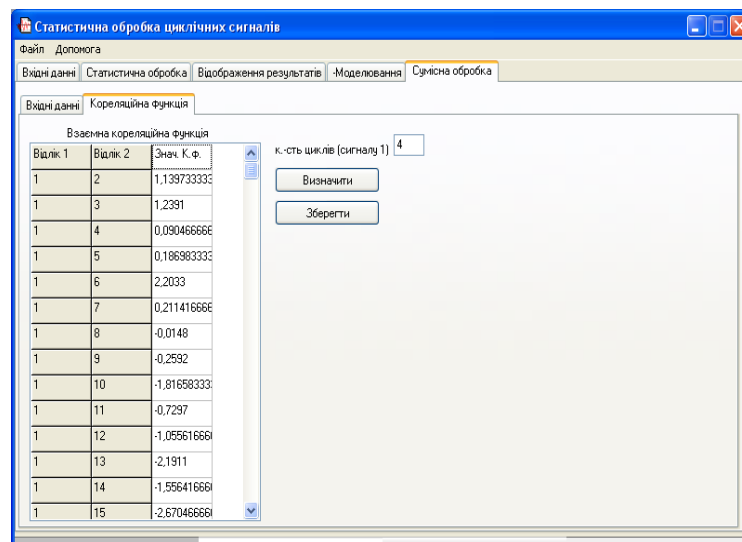 Статистична обробка циклічних сигналів
Файл Допомога
Вхідні данні Статистична обробка Відображення результатів -Моделювання Сумісна обробка
Вхідні данні Кореляційна функція
Взаємна кореляційна функція
к.-сть циклів (сигналу 1) 4
Визначити
Зберегти
Відлік 1 Відлік 2 Знач. К.ф.
1 2 1,139733333
1 3 1,2391
1 4 0,090466666
1 5 0,186983333
1 6 2,2033
1 7 0,211416666
1 8 -0,0148
1 9 -0,2592
1 10 -1,81658333
1 11 -0,7297
1 12 -1,05561666
1 13 -2,1911
1 14 -1,55641666
1 15 -2,67046666